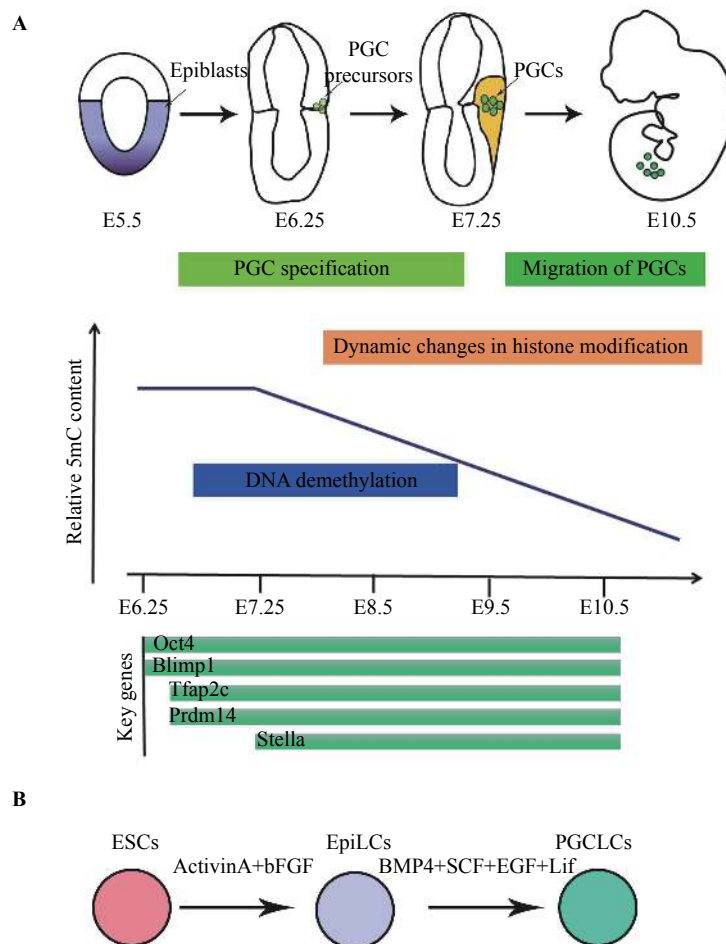 A
Epiblasts
PGC
precursors
PGCs
E5.5
E6.25
E7.25
E10.5
PGC specification
Migration of PGCs
Dynamic changes in histone modification
Relative 5mC content
DNA demethylation
E6.25
E7.25
E8.5
E9.5
E10.5
Key genes
Oct4
Blimp1
Tfap2c
Prdm14
Stella
B
ESCs
EpiLCs
PGCLCs
ActivinA+bFGF
BMP4+SCF+EGF+Lif